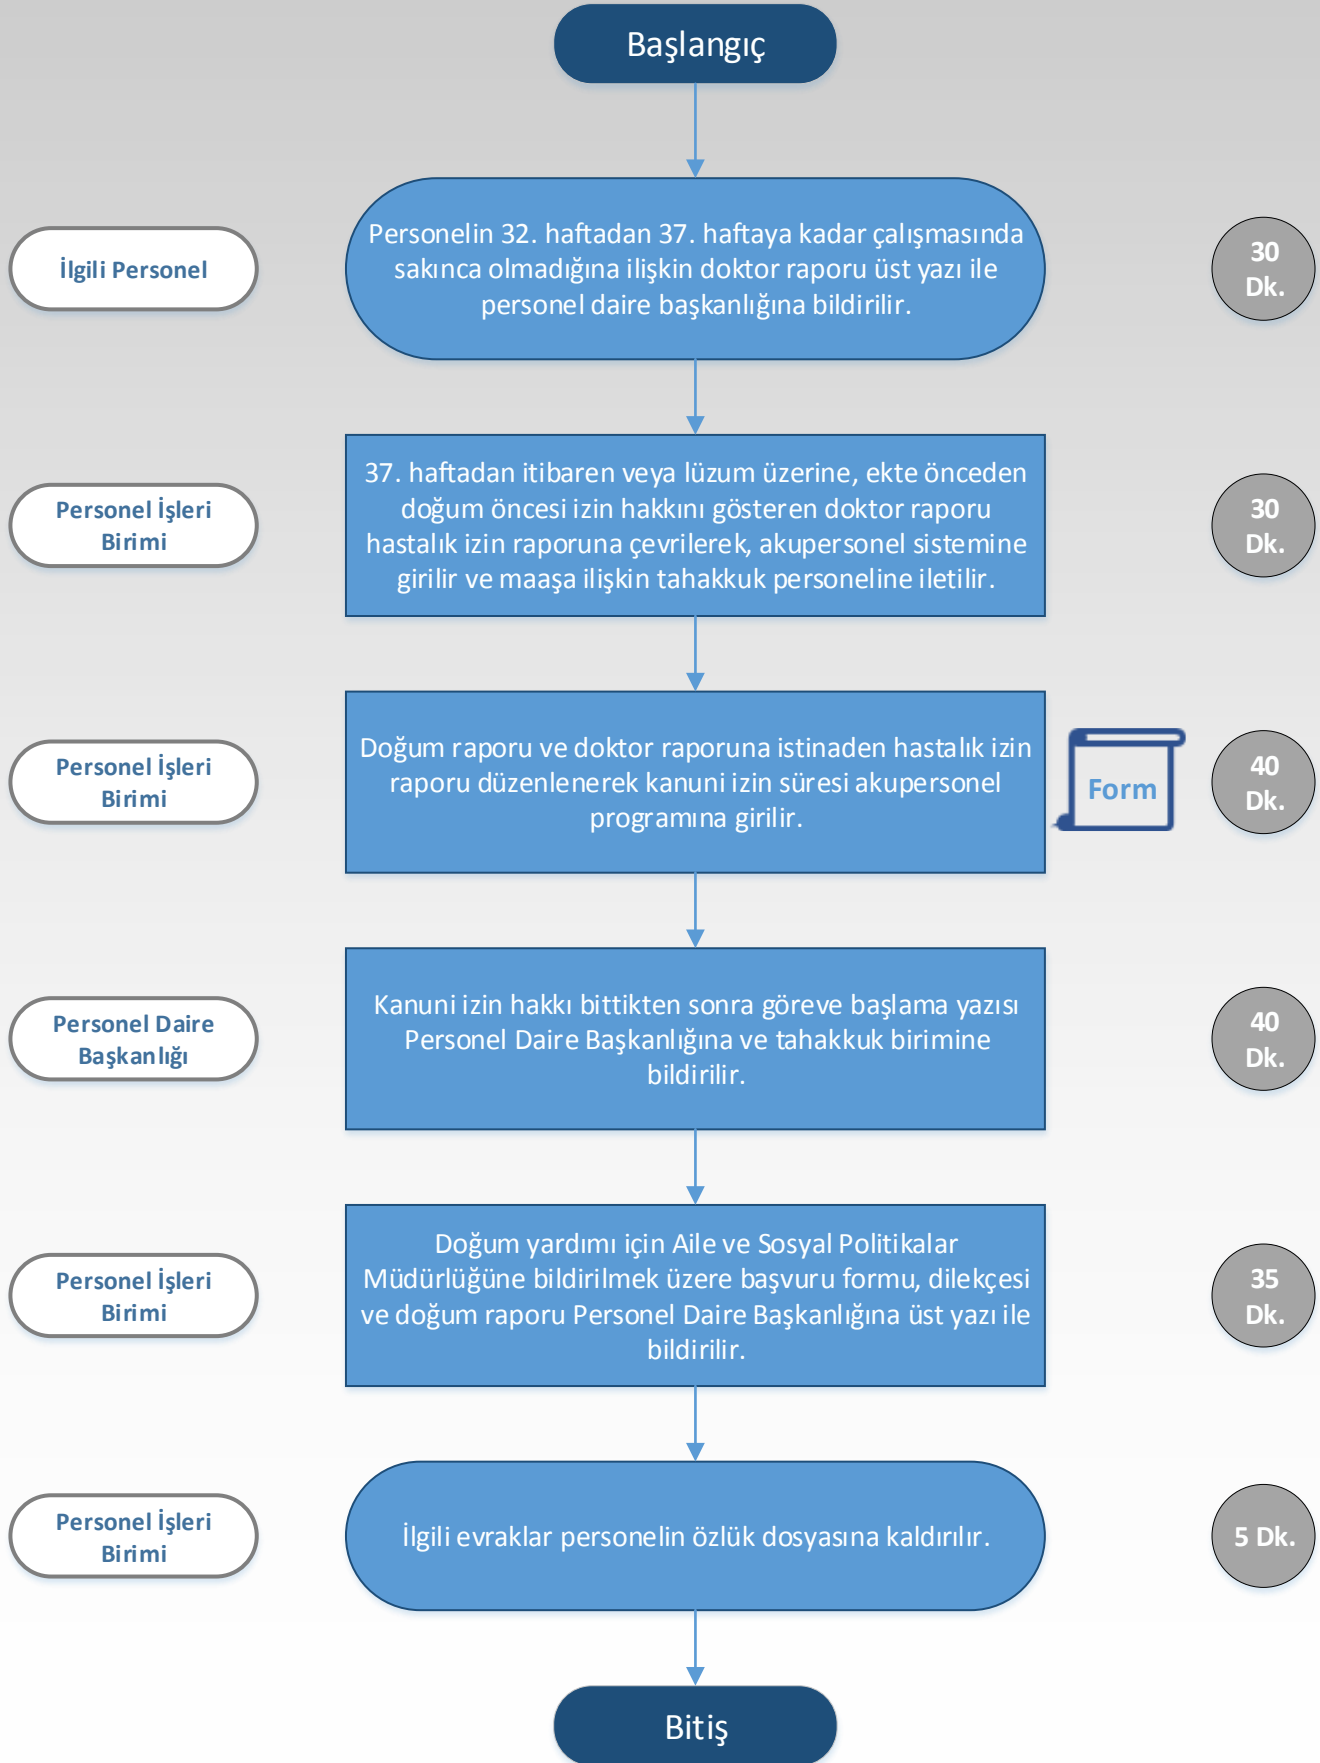 Başlangıç
İlgili Personel
Personelin 32. haftadan 37. haftaya kadar çalışmasında
sakınca olmadığına ilişkin doktor raporu üst yazı ile
personel daire başkanlığına bildirilir.
30
Dk.
Personel İşleri
Birimi
37. haftadan itibaren veya lüzum üzerine, ekte önceden
doğum öncesi izin hakkını gösteren doktor raporu
hastalık izin raporuna çevrilerek, akupersonel sistemine
girilir ve maaşa ilişkin tahakkuk personeline iletilir.
30
Dk.
Personel İşleri
Birimi
Doğum raporu ve doktor raporuna istinaden hastalık izin
raporu düzenlenerek kanuni izin süresi akupersonel
programına girilir.
Form
40
Dk.
Personel Daire
Başkanlığı
Kanuni izin hakkı bittikten sonra göreve başlama yazısı
Personel Daire Başkanlığına ve tahakkuk birimine
bildirilir.
40
Dk.
Personel İşleri
Birimi
Doğum yardımı için Aile ve Sosyal Politikalar
Müdürlüğüne bildirilmek üzere başvuru formu, dilekçesi
ve doğum raporu Personel Daire Başkanlığına üst yazı ile
bildirilir.
35
Dk.
Personel İşleri
Birimi
İlgili evraklar personelin özlük dosyasına kaldırılır.
5 Dk.
Bitiş